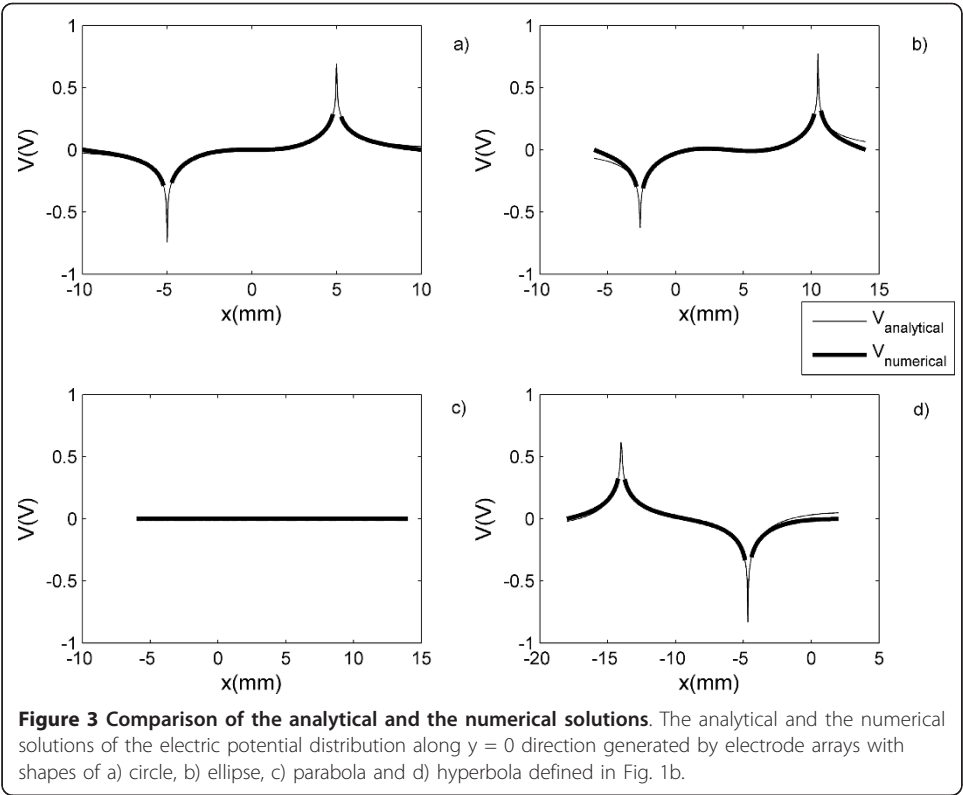 1
0.5
0
-0.5
-1
V(V)
-10
-5
0
5
10
x(mm)
a)
1
0.5
0
-0.5
-1
V(V)
-10
-5
0
5
10
15
x(mm)
b)
V analytical
V numerical
1
0.5
0
-0.5
-1
V(V)
-10
-5
0
5
10
15
x(mm)
c)
1
0.5
0
-0.5
-1
V(V)
-20
-15
-10
-5
0
5
x(mm)
d)
Figure 3 Comparison of the analytical and the numerical solutions. The analytical and the numerical
solutions of the electric potential distribution along y = 0 direction generated by electrode arrays with
shapes of a) circle, b) ellipse, c) parabola and d) hyperbola defined in Fig. 1b.